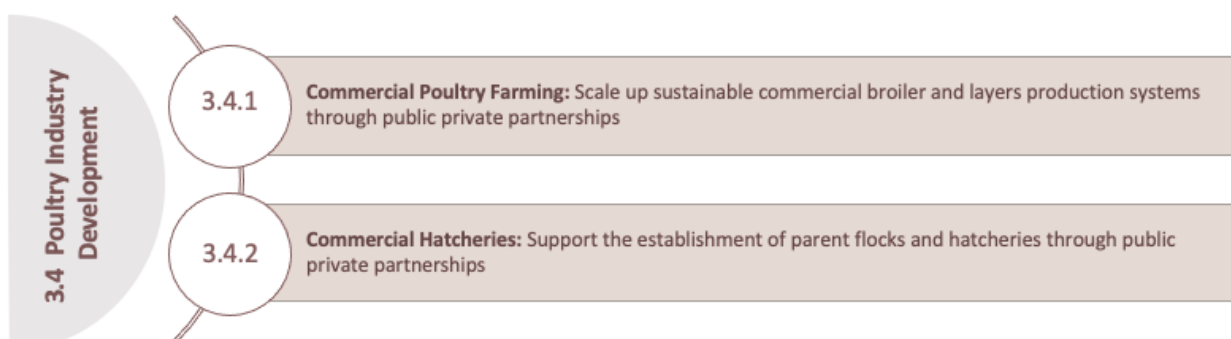 3.4 Poultry Industry
Development
3.4.1
Commercial Poultry Farming: Scale up sustainable commercial broiler and layers production systems
through public private partnerships
3.4.2
Commercial Hatcheries: Support the establishment of parent flocks and hatcheries through public
private partnerships